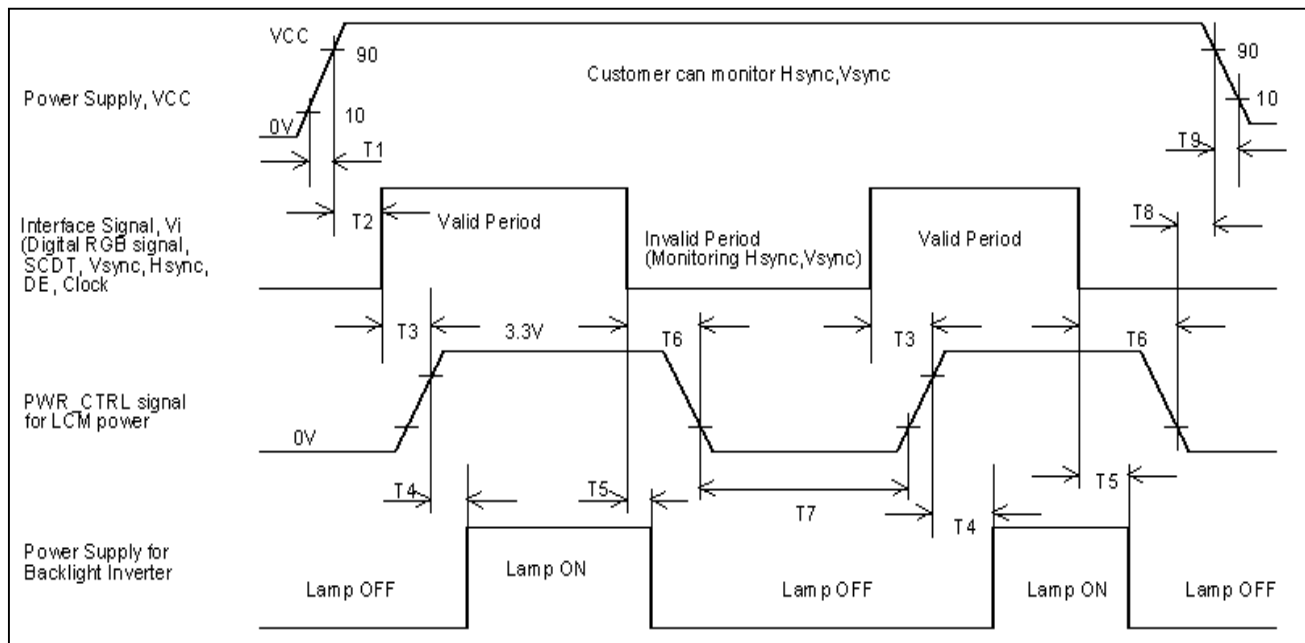 VCC
90
90
Customer can monitor Hsync,Vsync
Power Supply, VCC
10
10
0V
T1
T9
T2
Valid Period
T8
Interface Signal, Vi
(Digital RGB signal,
SCDT, Vsync, Hsync,
DE, Clock
Invalid Period
(Monitoring Hsync,Vsync)
Valid Period
T3
3.3V
T6
T3
T6
PWR_CTRL signal
for LCM power
0V
T4
T5
T7
T4
T5
Power Supply for
Backlight Inverter
Lamp OFF
Lamp ON
Lamp OFF
Lamp ON
Lamp OFF